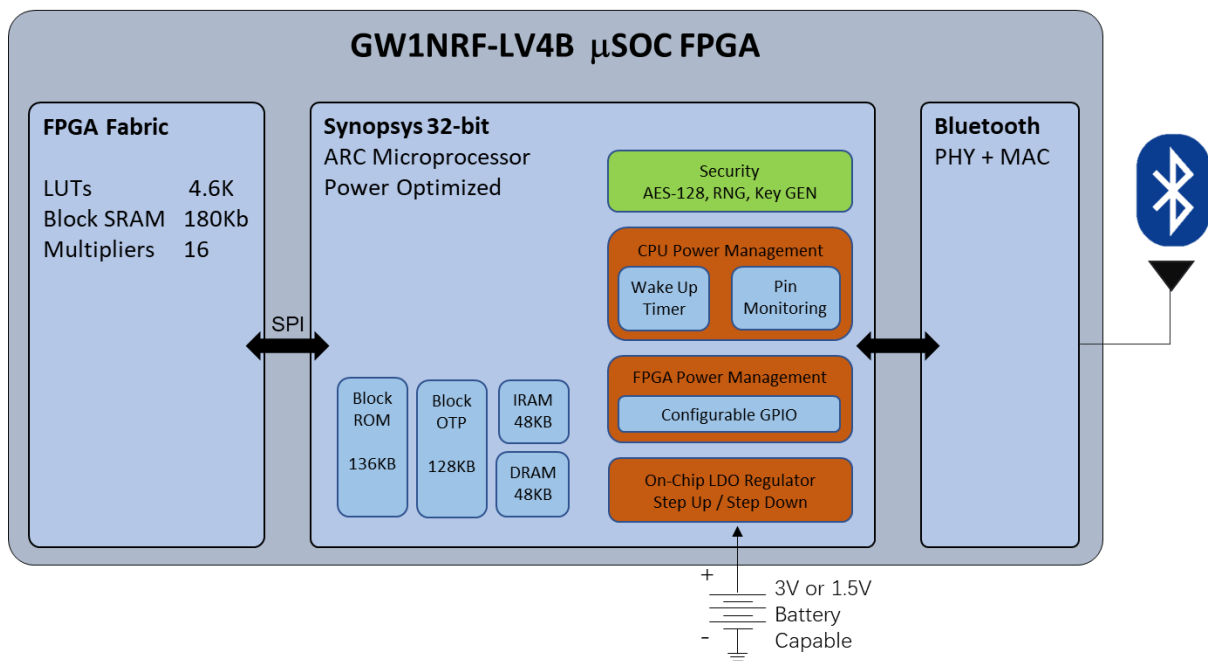 GW1NRF-LV4B µSOC FPGA
FPGA Fabric
LUTs 4.6K
Block SRAM 180Kb
Multipliers 16
SPI
Synopsys 32-bit
ARC Microprocessor
Power Optimized
Security
AES-128, RNG, Key GEN
CPU Power Management
Wake Up
Timer
Pin
Monitoring
FPGA Power Management
Configurable GPIO
Block
ROM
136KB
Block
OTP
128KB
IRAM
48KB
DRAM
48KB
On-Chip LDO Regulator
Step Up / Step Down
Bluetooth
PHY + MAC
+
-
3V or 1.5V
Battery
Capable